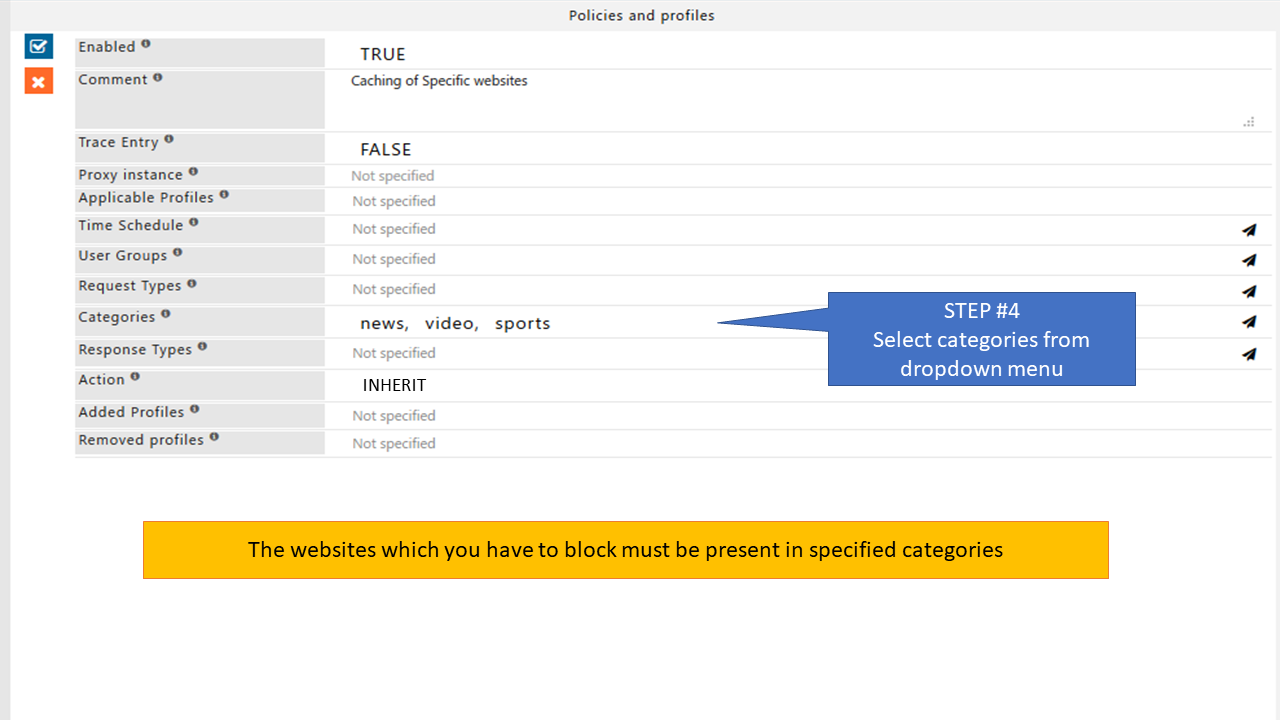 Policies and profiles
Enabled
TRUE
Comment
Caching of Specific websites
Trace Entry
FALSE
Proxy instance
Not specified
Applicable Profiles
Not specified
Time Schedule
Not specified
User Groups
Not specified
Request Types
Not specified
Categories
news, video, sports
STEP #4
Select categories from
dropdown menu
Response Types
Not specified
Action
INHERIT
Added Profiles
Not specified
Removed profiles
Not specified
The websites which you have to block must be present in specified categories